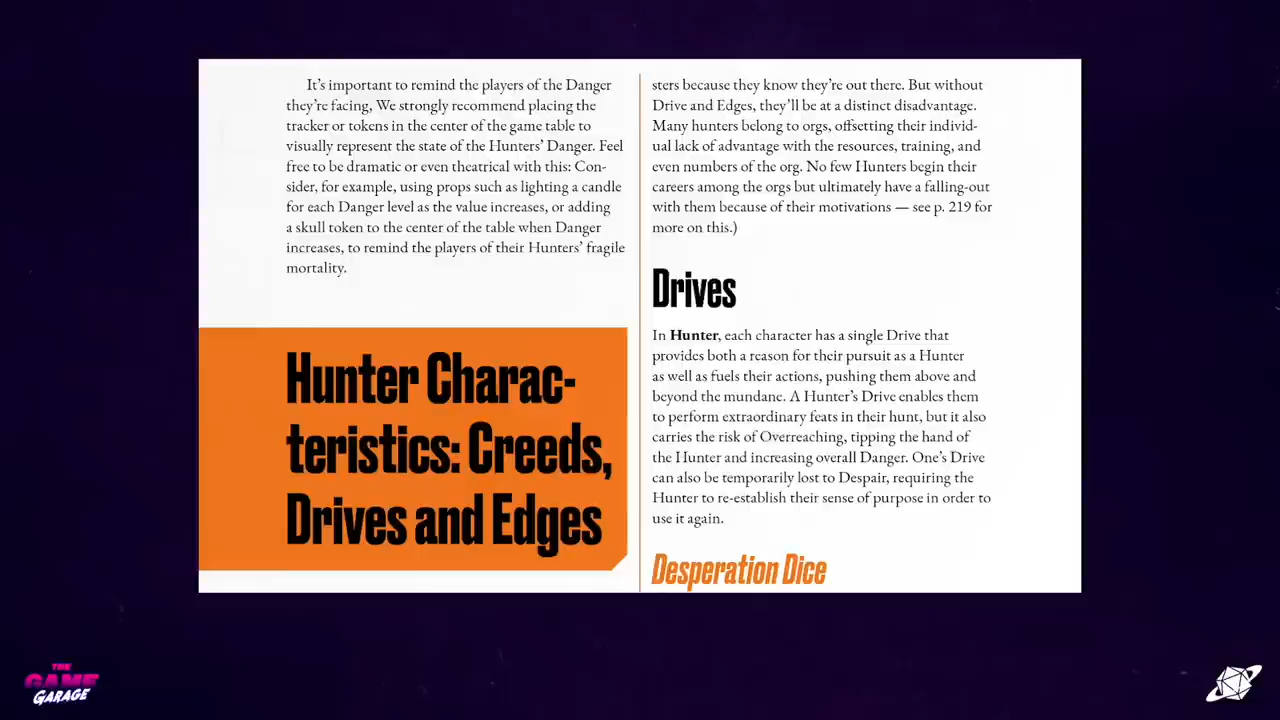 It’s important to remind the players of the Danger
they’re facing, We strongly recommend placing the
tracker or tokens in the center of the game table to
visually represent the state of the Hunters’ Danger. Feel
free to be dramatic or even theatrical with this: Con-
sider, for example, using props such as lighting a candle
for each Danger level as the value increases, or adding
a skull token to the center of the table when Danger
increases, to remind the players of their Hunters’ fragile
mortality.
Hunter Charac-
teristics: Creeds,
Drives and Edges
sters because they know they’re out there. But without
Drive and Edges, they’ll be at a distinct disadvantage.
Many hunters belong to orgs, offsetting their individ-
ual lack of advantage with the resources, training, and
even numbers of the org. No few Hunters begin their
careers among the orgs but ultimately have a falling-out
with them because of their motivations — see p. 219 for
more on this.)
Drives
In Hunter, each character has a single Drive that
provides both a reason for their pursuit as a Hunter
as well as fuels their actions, pushing them above and
beyond the mundane. A Hunter’s Drive enables them
to perform extraordinary feats in their hunt, but it also
carries the risk of Overreaching, tipping the hand of
the Hunter and increasing overall Danger. One’s Drive
can also be temporarily lost to Despair, requiring the
Hunter to re-establish their sense of purpose in order to
use it again.
Desperation Dice
THE
GAME
GARAGE